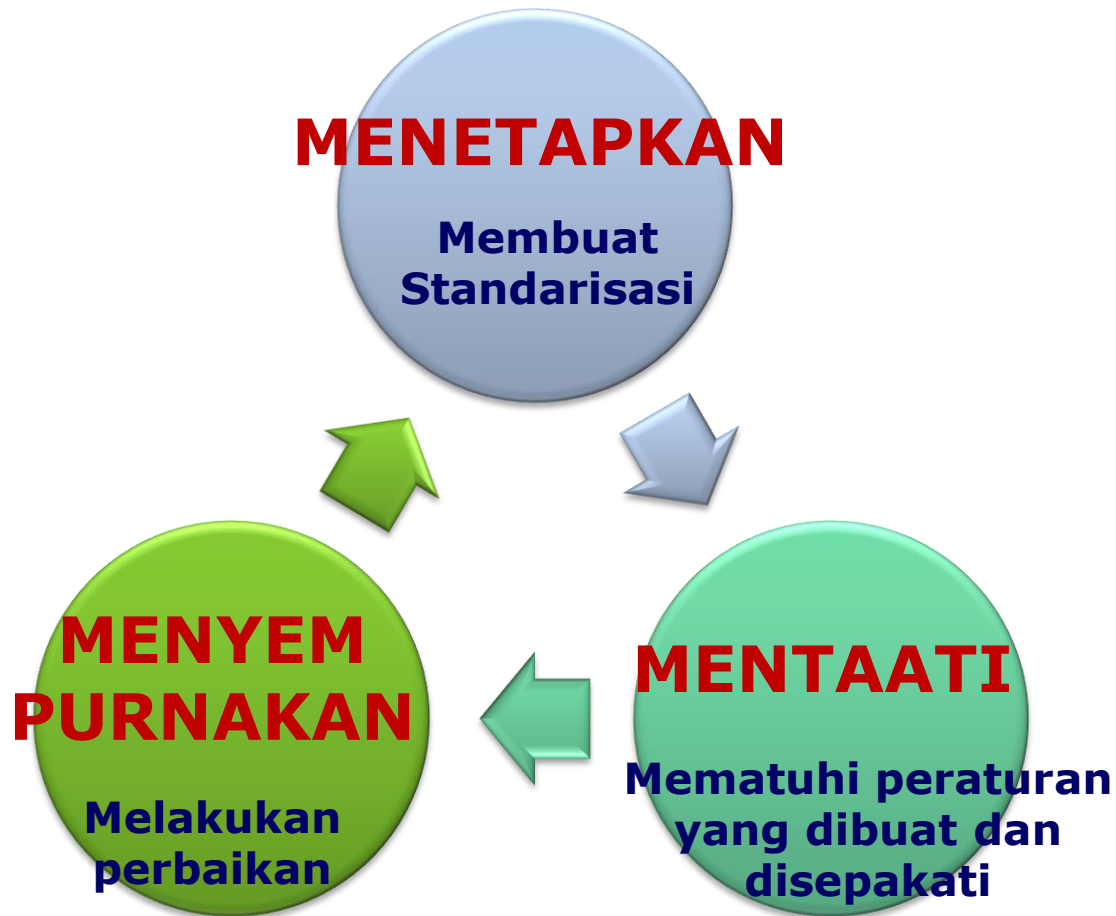 MENETAPKAN
Membuat
Standarisasi
MENYEM
PURNAKAN
Melakukan
perbaikan
MENTAATI
Mematuhi peraturan
yang dibuat dan
disepakati